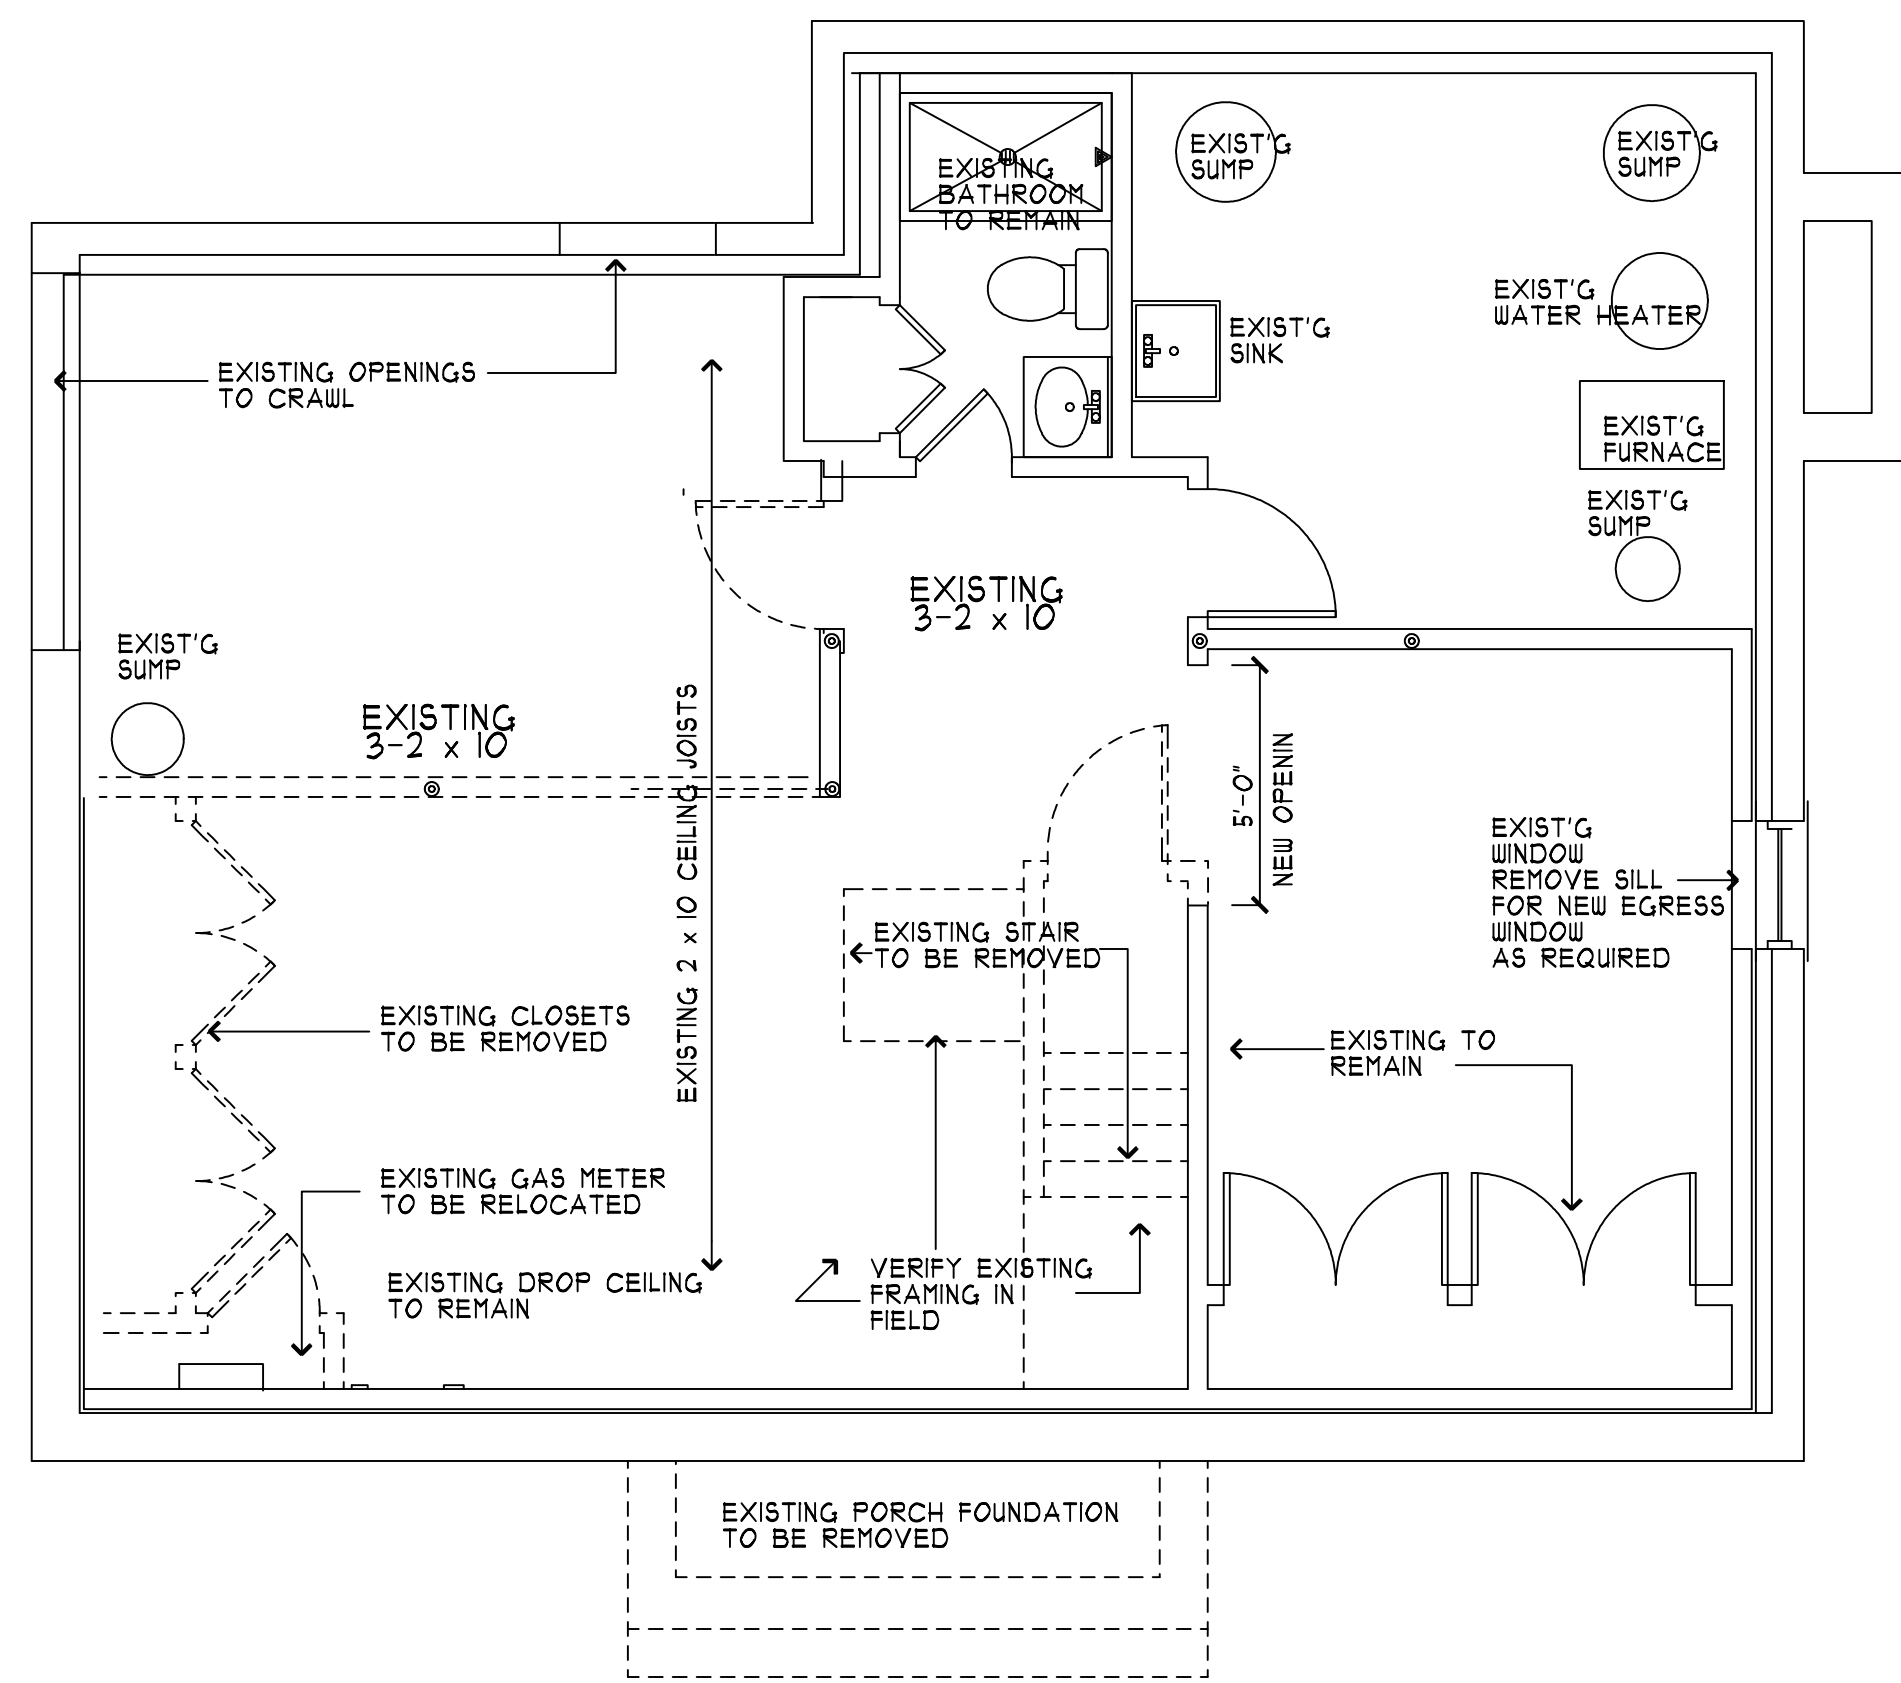 EXIST'G
SUMP
EXIST'G
SUMP
EXISTING
BATHROOM
TO REMAIN
EXIST'G
WATER HEATER
EXIST'G
SINK
EXISTING OPENINGS
TO CRAWL
EXIST'G
FURNACE
EXIST'G
SUMP
EXISTING
3-2 x 10
EXIST'G
SUMP
EXISTING
3-2 x 10
EXISTING 2 x 10 CEILING JOISTS
5'-0"
NEW OPENIN
EXIST'G
WINDOW
REMOVE SILL
FOR NEW EGRESS
WINDOW
AS REQUIRED
EXISTING STAIR
TO BE REMOVED
EXISTING CLOSETS
TO BE REMOVED
EXISTING TO
REMAIN
EXISTING GAS METER
TO BE RELOCATED
EXISTING DROP CEILING
TO REMAIN
VERIFY EXISTING
FRAMING IN
FIELD
EXISTING PORCH FOUNDATION
TO BE REMOVED